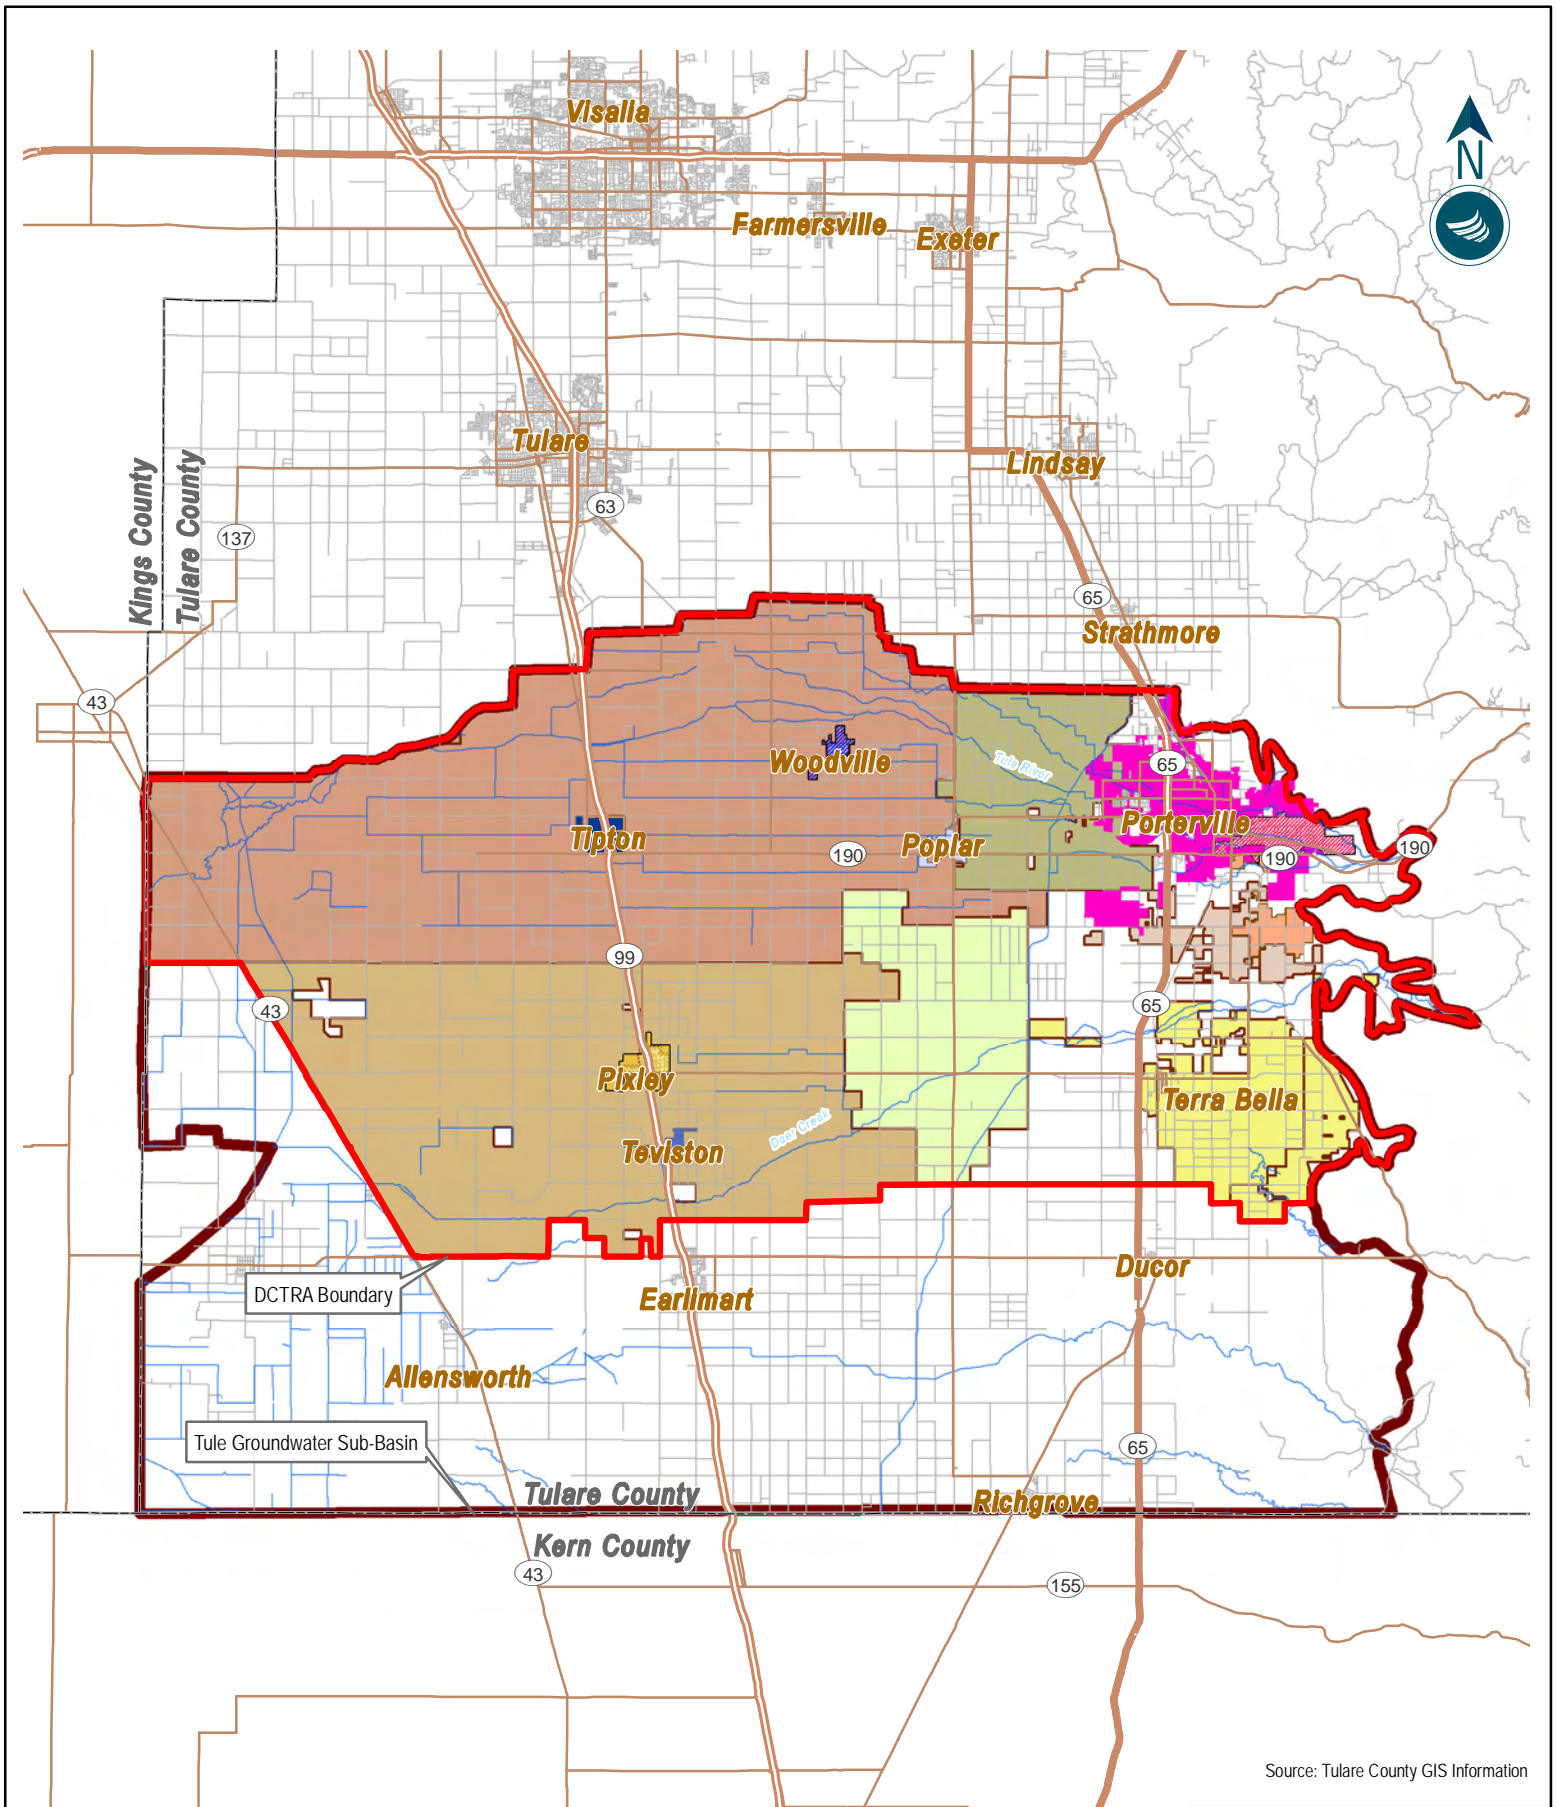 Visalia
N
Farmersville
Exeter
Tulare
Lindsay
Kings County
Tulare County
63
137
65
Strathmore
43
Woodville
Tule River
65
Tipton
Porterville
Poplar
190
190
190
99
43
65
Pixley
Terra Bella
Deer Creek
Teviston
Ducor
DCTRA Boundary
Earlimart
Allensworth
Tule Groundwater Sub-Basin
65
Tulare County
Richgrove
Kern County
43
155
Source: Tulare County GIS Information